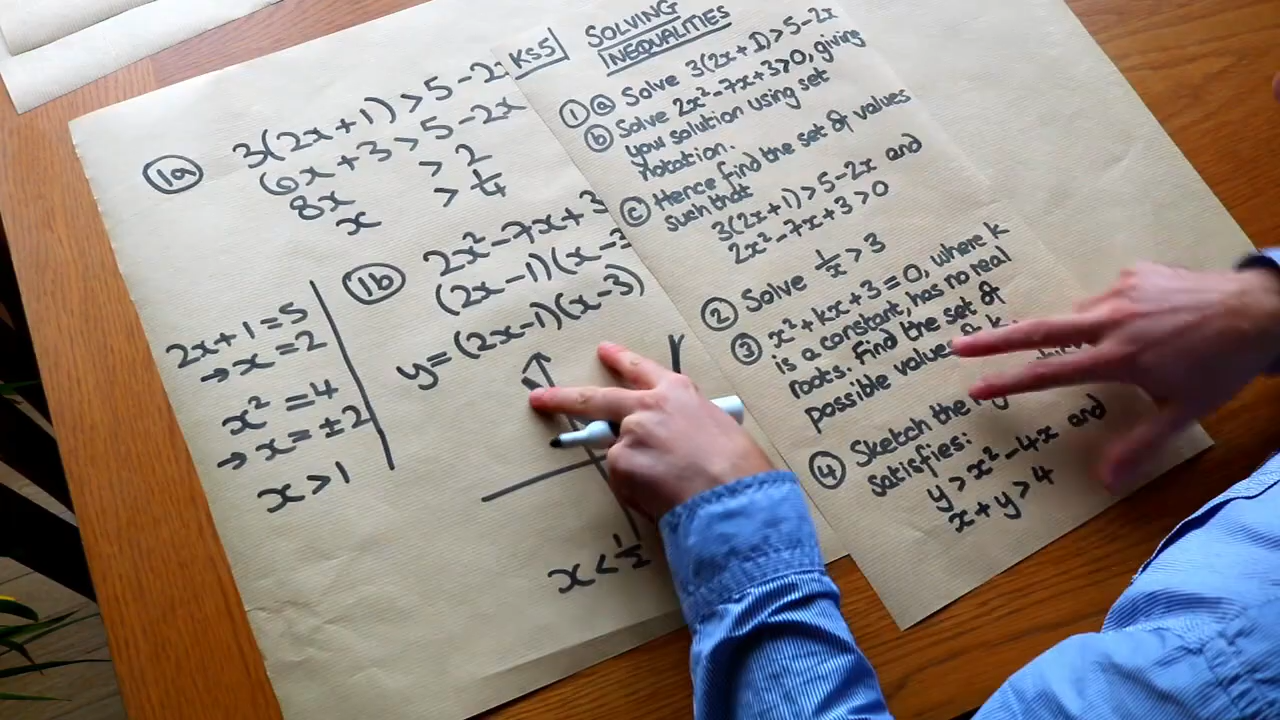 1a 3(2x+1) > 5-2x
6x+3 > 5-2x
8x > 2
x > 1/4
2x+1=5
→ x=2
x²=4
→ x=±2
x>1
1b 2x²-7x+3
(2x-1)(x-3
y=(2x-1)(x-3)
x<1/2
KS5
SOLVING
INEQUALITIES
1 a Solve 3(2x+1)>5-2x
b Solve 2x²-7x+3>0, giving
your solution using set
notation.
c Hence find the set of values
such that
3(2x+1)>5-2x and
2x²-7x+3>0
2 Solve 1/x>3
3 x²+kx+3=0, where k
is a constant, has no real
roots. Find the set of
possible values of k.
4 Sketch the
satisfies:
y>x²-4x and
x+y>4